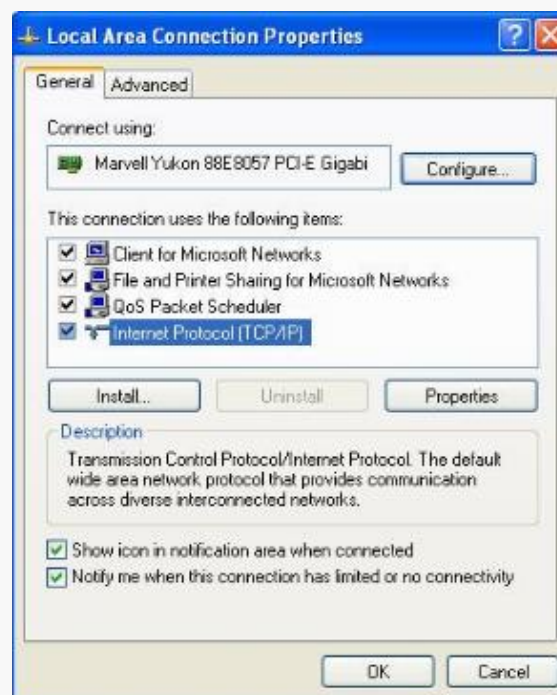 Local Area Connection Properties
General
Advanced
Connect using:
Marvell Yukon 88E8057 PCI-E Gigabi
Configure...
This connection uses the following items:
Client for Microsoft Networks
File and Printer Sharing for Microsoft Networks
QoS Packet Scheduler
Internet Protocol (TCP/IP)
Install...
Uninstall
Properties
Description
Transmission Control Protocol/Internet Protocol. The default
wide area network protocol that provides communication
across diverse interconnected networks.
Show icon in notification area when connected
Notify me when this connection has limited or no connectivity
OK
Cancel